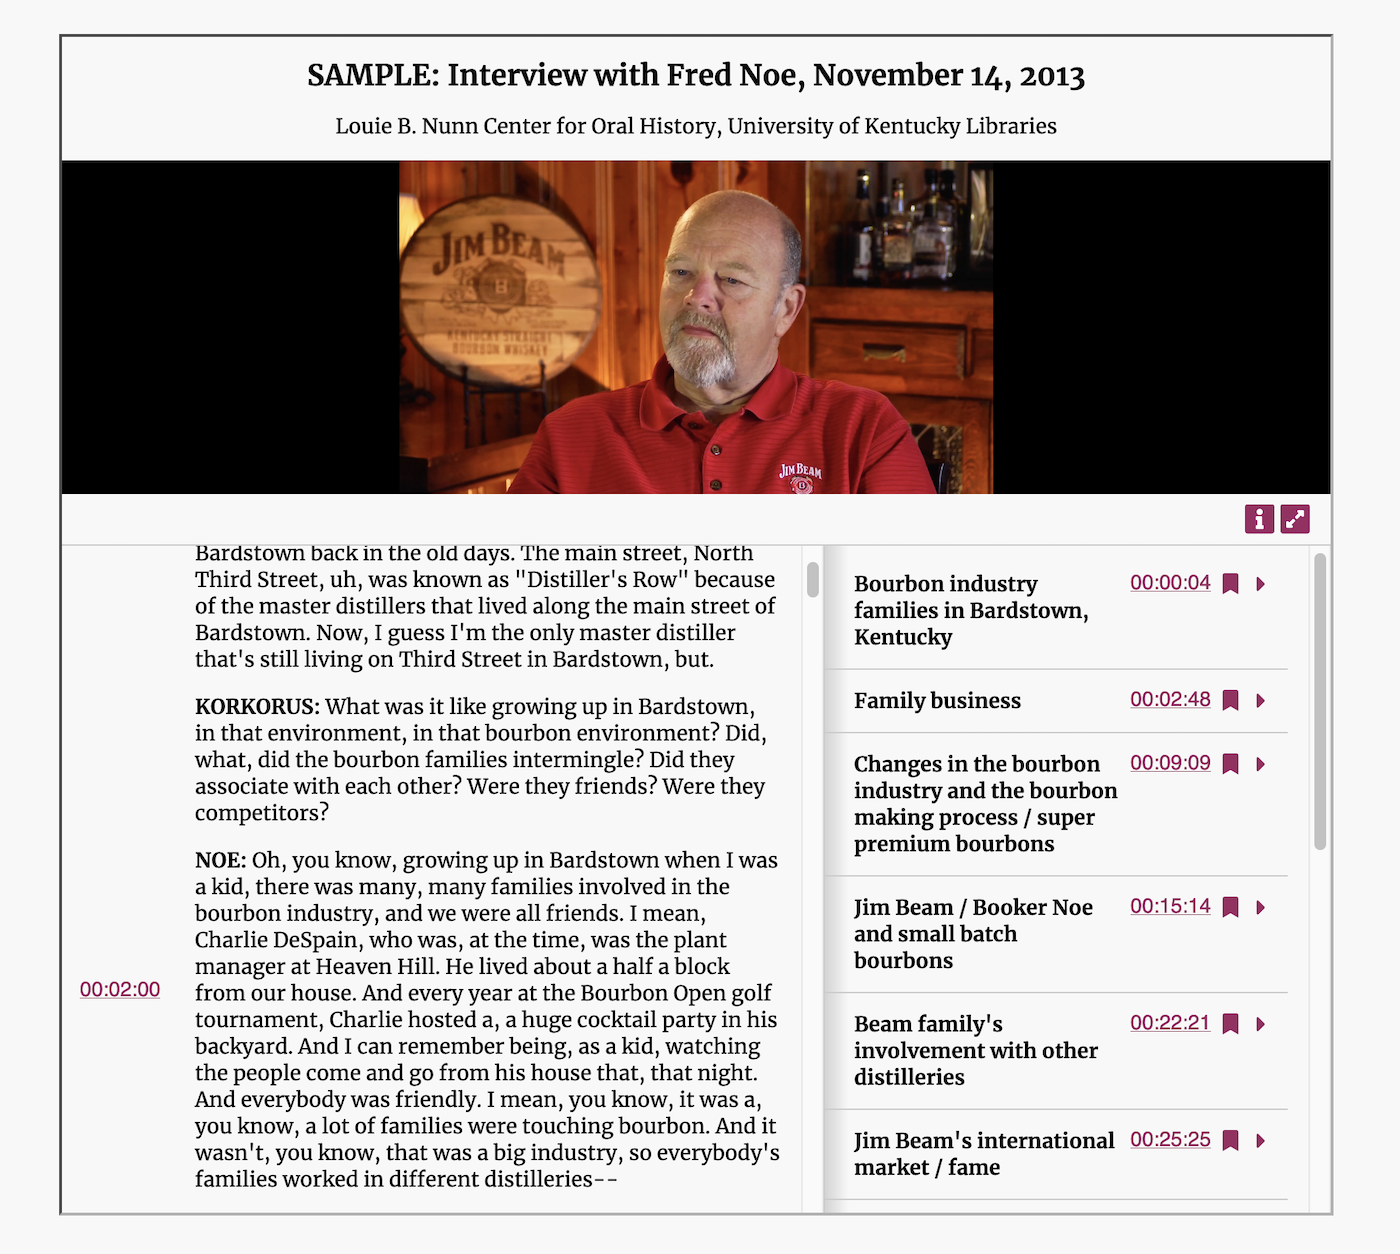 SAMPLE: Interview with Fred Noe, November 14, 2013
Louie B. Nunn Center for Oral History, University of Kentucky Libraries
JIM BEAM
B
KENTUCKY STRAIGHT
BOURBON WHISKEY
JIM BEAM
B
Bardstown back in the old days. The main street, North
Third Street, uh, was known as "Distiller's Row" because
of the master distillers that lived along the main street of
Bardstown. Now, I guess I'm the only master distiller
that's still living on Third Street in Bardstown, but.
KORKORUS: What was it like growing up in Bardstown,
in that environment, in that bourbon environment? Did,
what, did the bourbon families intermingle? Did they
associate with each other? Were they friends? Were they
competitors?
NOE: Oh, you know, growing up in Bardstown when I was
a kid, there was many, many families involved in the
bourbon industry, and we were all friends. I mean,
Charlie DeSpain, who was, at the time, was the plant
manager at Heaven Hill. He lived about a half a block
00:02:00
from our house. And every year at the Bourbon Open golf
tournament, Charlie hosted a, a huge cocktail party in his
backyard. And I can remember being, as a kid, watching
the people come and go from his house that, that night.
And everybody was friendly. I mean, you know, it was a,
you know, a lot of families were touching bourbon. And it
wasn't, you know, that was a big industry, so everybody's
families worked in different distilleries--
Bourbon industry 00:00:04
families in Bardstown,
Kentucky
Family business 00:02:48
Changes in the bourbon 00:09:09
industry and the bourbon
making process / super
premium bourbons
Jim Beam / Booker Noe 00:15:14
and small batch
bourbons
Beam family's 00:22:21
involvement with other
distilleries
Jim Beam's international 00:25:25
market / fame